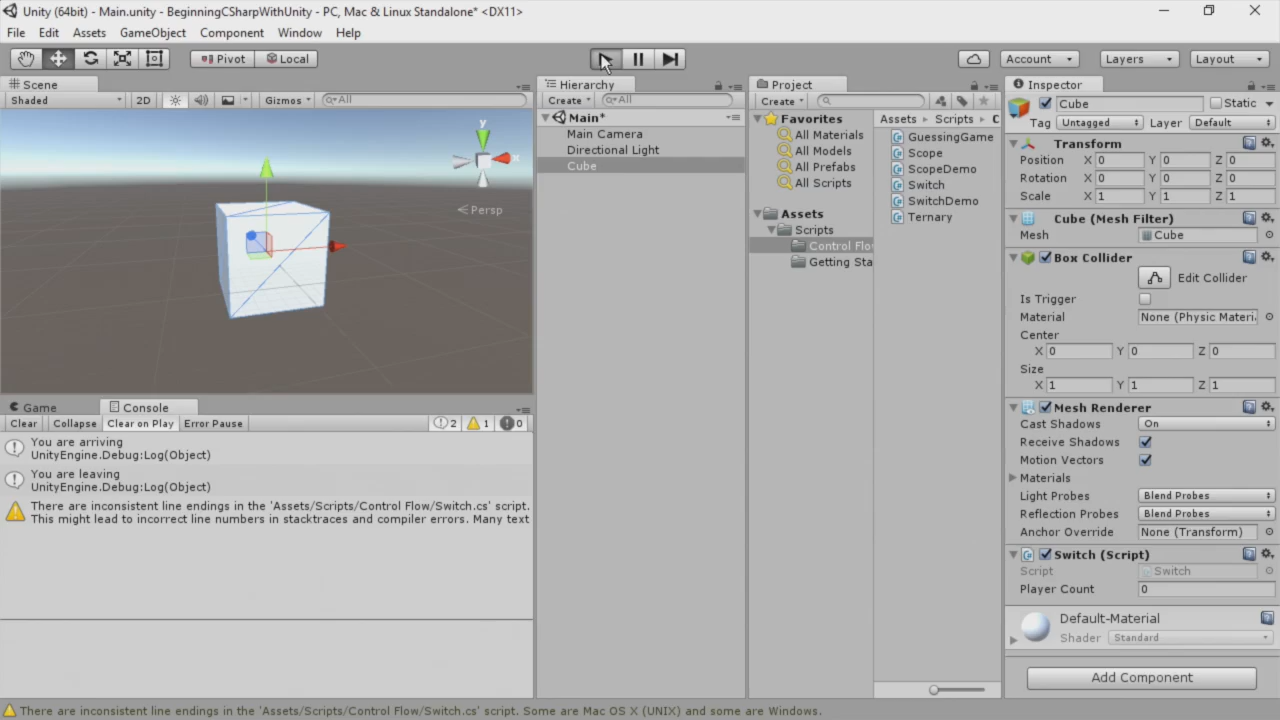 Unity (64bit) - Main.unity - BeginningCSharpWithUnity - PC, Mac & Linux Standalone* <DX11>
File Edit Assets GameObject Component Window Help
Pivot Local Account Layers Layout
Scene
Shaded 2D Gizmos All
y
x
Persp
Game Console
Clear Collapse Clear on Play Error Pause 2 1 0
You are arriving
UnityEngine.Debug:Log(Object)
You are leaving
UnityEngine.Debug:Log(Object)
There are inconsistent line endings in the 'Assets/Scripts/Control Flow/Switch.cs' script.
This might lead to incorrect line numbers in stacktraces and compiler errors. Many text
Hierarchy
Create All
Main*
Main Camera
Directional Light
Cube
Project
Create
Favorites
All Materials
All Models
All Prefabs
All Scripts
Assets
Scripts
Control Flo
Getting Sta
Assets Scripts C
GuessingGame
Scope
ScopeDemo
Switch
SwitchDemo
Ternary
Inspector
Cube Static
Tag Untagged Layer Default
Transform
Position X 0 Y 0 Z 0
Rotation X 0 Y 0 Z 0
Scale X 1 Y 1 Z 1
Cube (Mesh Filter)
Mesh Cube
Box Collider
Edit Collider
Is Trigger
Material None (Physic Materi
Center
X 0 Y 0 Z 0
Size
X 1 Y 1 Z 1
Mesh Renderer
Cast Shadows On
Receive Shadows
Motion Vectors
Materials
Light Probes Blend Probes
Reflection Probes Blend Probes
Anchor Override None (Transform)
Switch (Script)
Script Switch
Player Count 0
Default-Material
Shader Standard
Add Component
There are inconsistent line endings in the 'Assets/Scripts/Control Flow/Switch.cs' script. Some are Mac OS X (UNIX) and some are Windows.